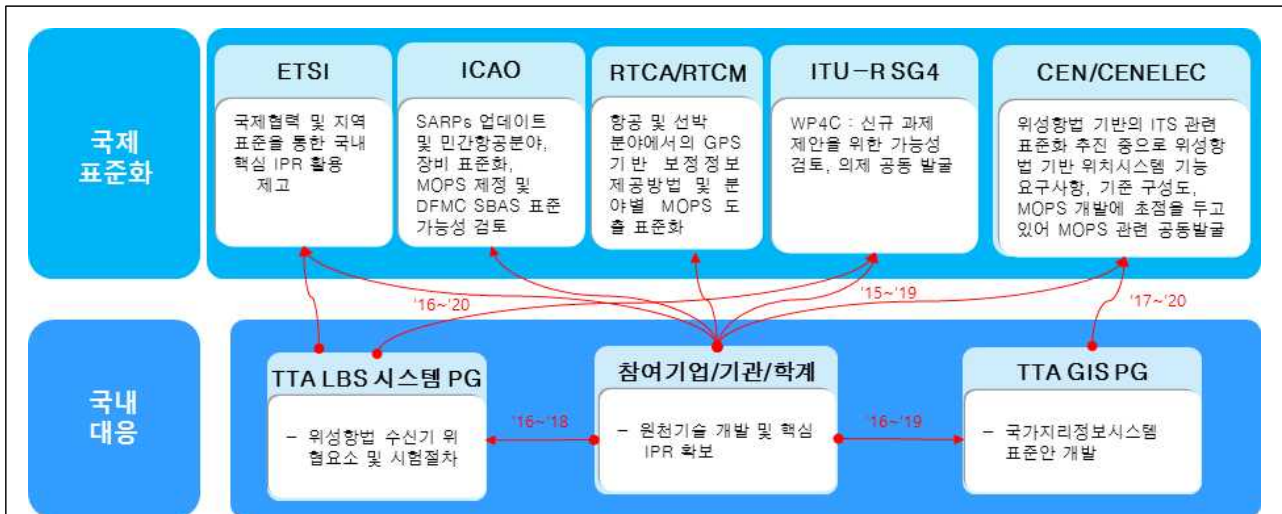 국제
표준화
ETSI
국제협력 및 지역
표준을 통한 국내
핵심 IPR 활용
제고
ICAO
SARPs 업데이트
및 민간항공분야,
장비 표준화,
MOPS 제정 및
DFMC SBAS 표준
가능성 검토
RTCA/RTCM
항공 및 선박
분야에서의 GPS
기반 보정정보
제공방법 및 분
야별 MOPS 도
출 표준화
ITU-R SG4
WP4C : 신규 과제
제안을 위한 가능성
검토, 의제 공동 발굴
CEN/CENELEC
위성항법 기반의 ITS 관련
표준화 추진 중으로 위성항
법 기반 위치시스템 기능
요구사항, 기준 구성도,
MOPS 개발에 초점을 두고
있어 MOPS 관련 공동발굴
'16~'20
'15~'19
'17~'20
국내
대응
TTA LBS 시스템 PG
- 위성항법 수신기 위
협요소 및 시험절차
'16~'18
참여기업/기관/학계
- 원천기술 개발 및 핵심
IPR 확보
'16~'19
TTA GIS PG
- 국가지리정보시스템
표준안 개발